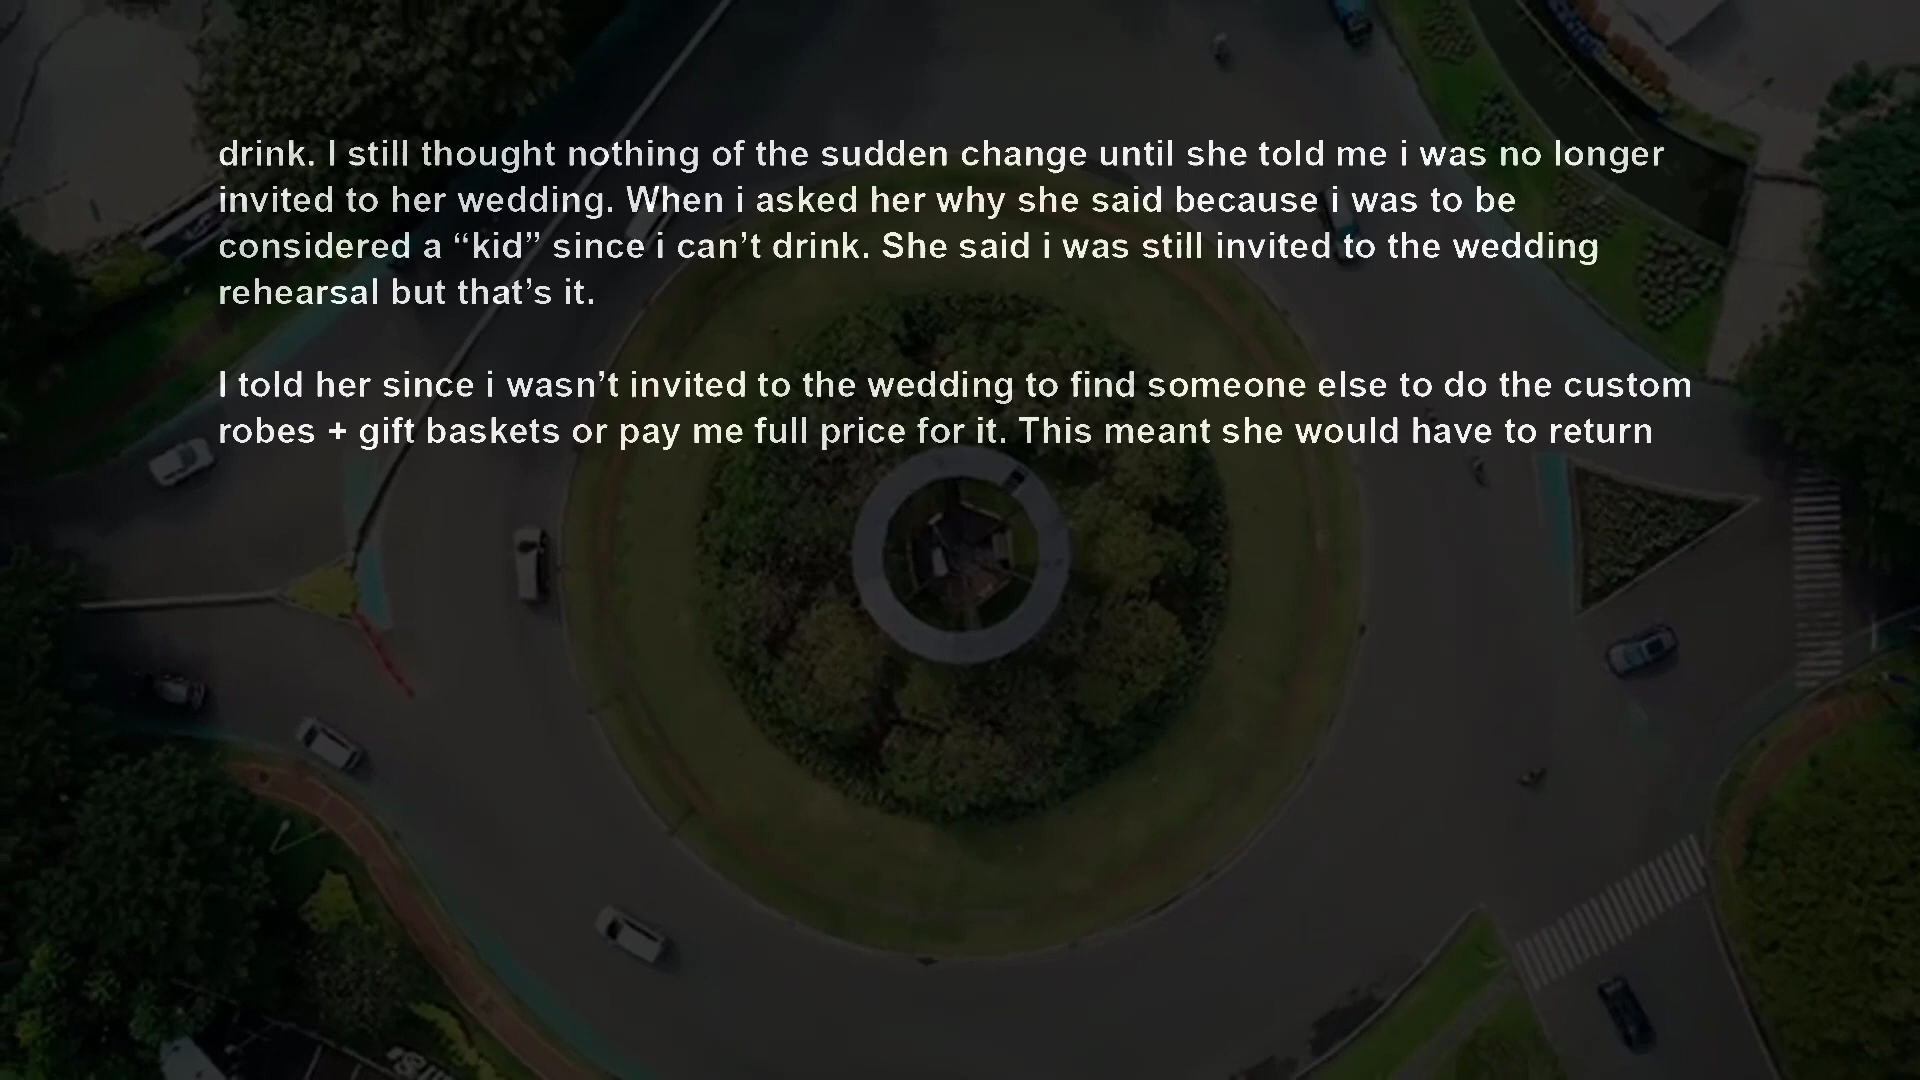 drink. I still thought nothing of the sudden change until she told me i was no longer
invited to her wedding. When i asked her why she said because i was to be
considered a “kid” since i can’t drink. She said i was still invited to the wedding
rehearsal but that’s it.
I told her since i wasn’t invited to the wedding to find someone else to do the custom
robes + gift baskets or pay me full price for it. This meant she would have to return